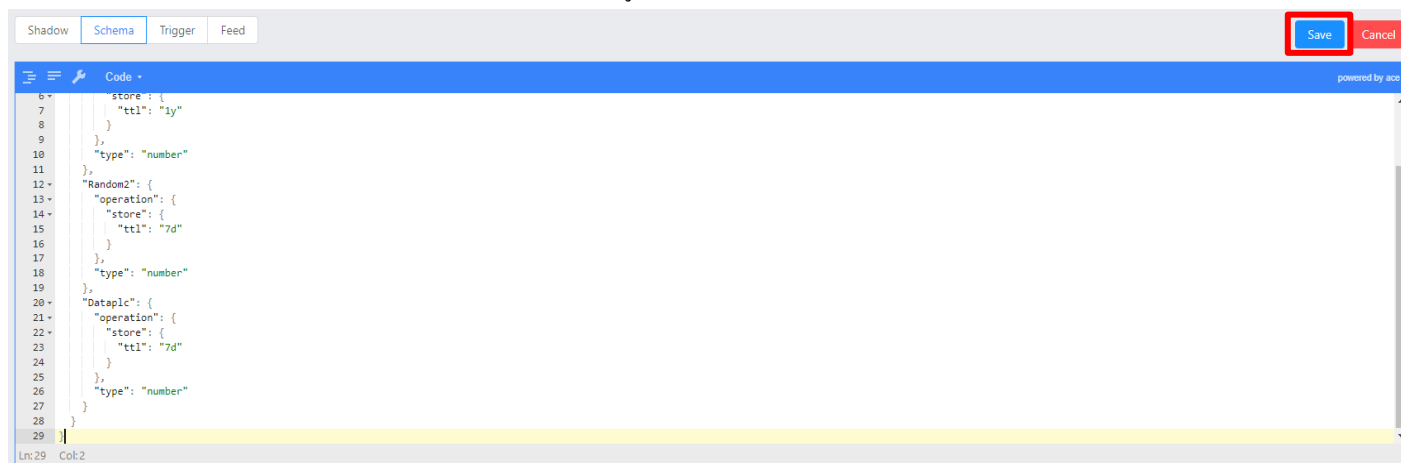 Shadow Schema Trigger Feed Save Cancel
Code powered by ace
6 "store": {
7 "ttl": "1y"
8 }
9 },
10 "type": "number"
11 },
12 "Random2": {
13 "operation": {
14 "store": {
15 "ttl": "7d"
16 }
17 },
18 "type": "number"
19 },
20 "Dataplc": {
21 "operation": {
22 "store": {
23 "ttl": "7d"
24 }
25 },
26 "type": "number"
27 }
28 }
29 }
Ln:29 Col:2